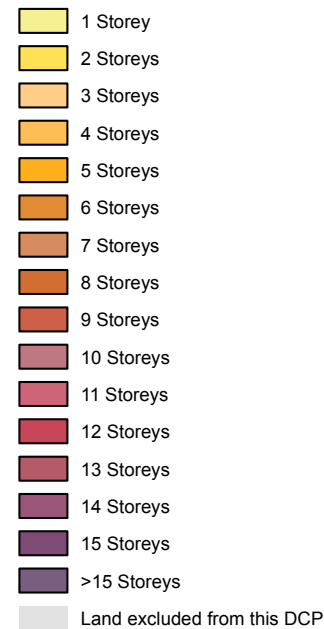 1 Storey
2 Storeys
3 Storeys
4 Storeys
5 Storeys
6 Storeys
7 Storeys
8 Storeys
9 Storeys
10 Storeys
11 Storeys
12 Storeys
13 Storeys
14 Storeys
15 Storeys
>15 Storeys
Land excluded from this DCP